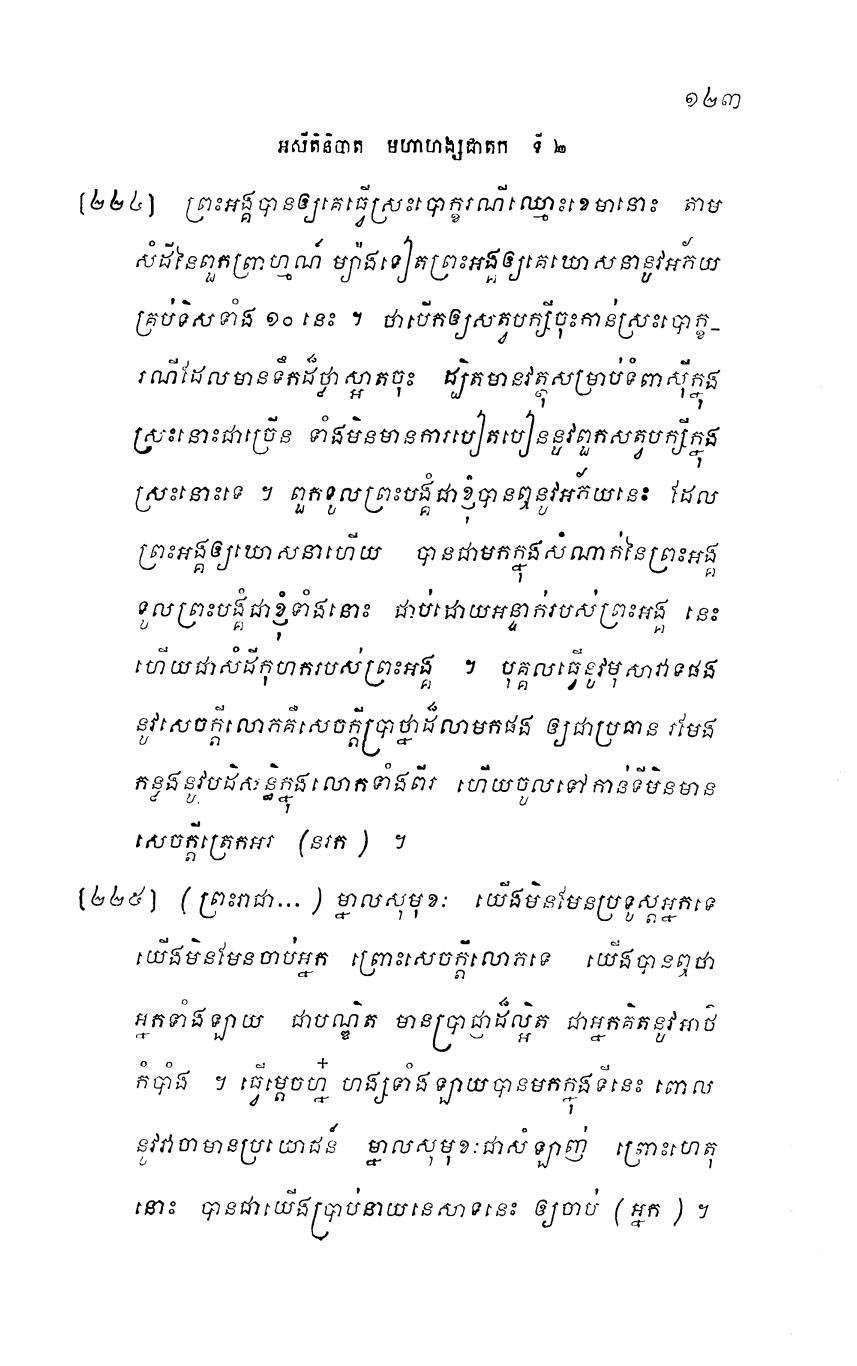 ១២៣
អសីតិនិបាត មហាហង្សជាតក ទី ២
[២២៤] ព្រះអង្គបានឲ្យគេធ្វើស្រះបោក្ខរណីឈ្មោះខេមានោះ តាម
សំដីនៃពួកព្រាហ្មណ៍ ម្យ៉ាងទៀតព្រះអង្គឲ្យគេឃោសនានូវអភ័យ
គ្រប់ទិសទាំង ១០ នេះ ។ ថាបើកឲ្យសត្វបក្សីចុះកាន់ស្រះបោក្ខ-
រណីដែលមានទឹកដ៏ថ្លាស្អាតចុះ ដ្បិតមានវត្ថុសម្រាប់ទំពាស៊ីក្នុង
ស្រះនោះជាច្រើន ទាំងមិនមានការបៀតបៀននូវពួកសត្វបក្សីក្នុង
ស្រះនោះទេ ។ ពួកទូលព្រះបង្គំជាខ្ញុំបានឮនូវអភ័យនេះ ដែល
ព្រះអង្គឲ្យឃោសនាហើយ បានជាមកក្នុងសំណាក់នៃព្រះអង្គ
ទូលព្រះបង្គំជាខ្ញុំទាំងនោះ ជាប់ដោយអន្ទាក់របស់ព្រះអង្គ នេះ
ហើយជាសំដីកុហករបស់ព្រះអង្គ ។ បុគ្គលធ្វើនូវមុសាវាទផង
នូវសេចក្តីលោភគឺសេចក្តីប្រាថ្នាដ៏លាមកផង ឲ្យជាប្រធាន រមែង
កន្លងនូវបដិសន្ធិក្នុងលោកទាំងពីរ ហើយចូលទៅកាន់ទីមិនមាន
សេចក្តីត្រេកអរ (នរក ) ។
[២២៥] (ព្រះរាជា... ) ម្នាលសុមុខៈ យើងមិនមែនប្រទូស្តអ្នកទេ
យើងមិនមែនចាប់អ្នក ព្រោះសេចក្តីលោភទេ យើងបានឮថា
អ្នកទាំងឡាយ ជាបណ្ឌិត មានប្រាជ្ញាដ៏ល្អិត ជាអ្នកគិតនូវអាថ៌
កំបាំង ។ ធ្វើម្តេចហ្ន៎ ហង្សទាំងឡាយបានមកក្នុងទីនេះ ពោល
នូវវាចាមានប្រយោជន៍ ម្នាលសុមុខៈជាសំឡាញ់ ព្រោះហេតុ
នោះ បានជាយើងប្រាប់នាយនេសាទនេះ ឲ្យចាប់ (អ្នក ) ។